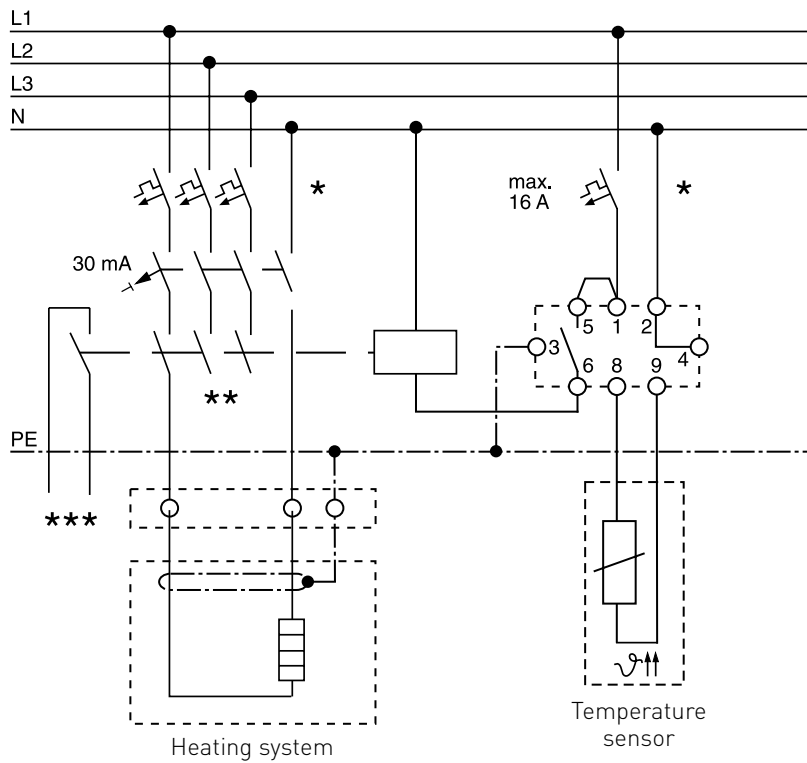 L1
L2
L3
N
*
max.
16 A
*
30 mA
5 1 2
3
4
6 8 9
**
PE
***
ϑ
Heating system
Temperature
sensor